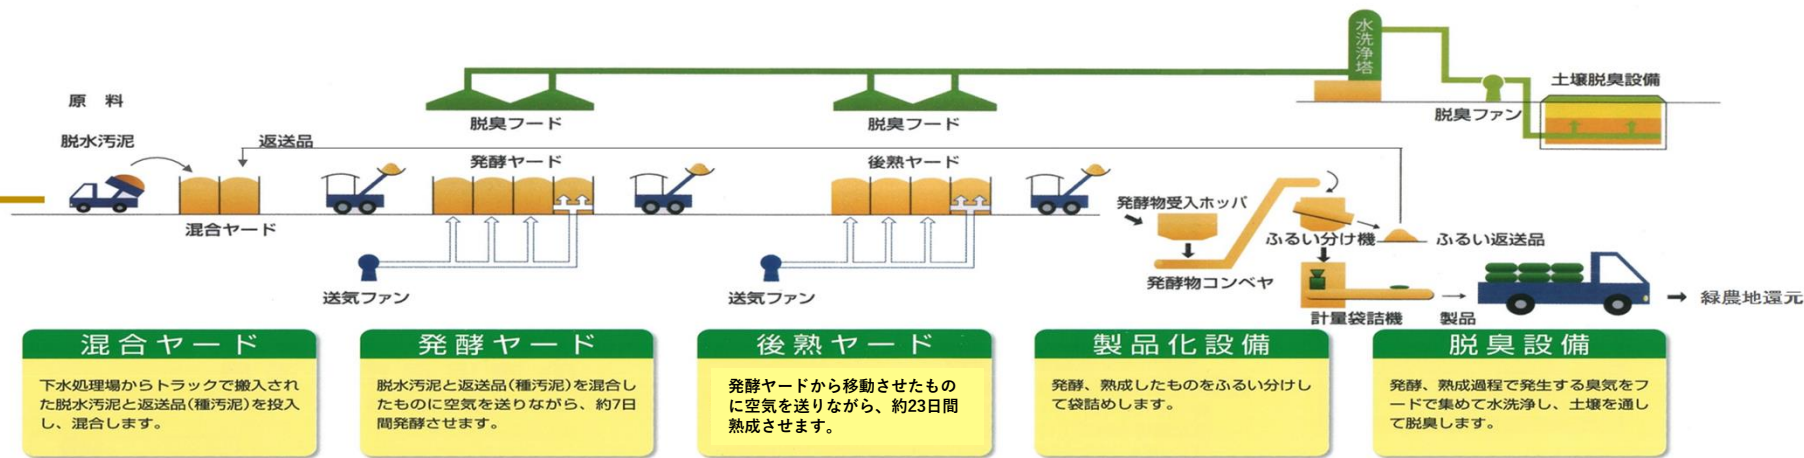 水洗浄塔
原　料
土壌脱臭設備
脱臭フード
脱臭フード
脱臭ファン
脱水汚泥
返送品
発酵ヤード
後熟ヤード
混合ヤード
発酵物受入ホッパ
ふるい分け機
ふるい返送品
発酵物コンベヤ
送気ファン
送気ファン
緑農地還元
計量袋詰機
製品
混合ヤード
下水処理場からトラックで搬入され
た脱水汚泥と返送品(種汚泥)を投入
し、混合します。
発酵ヤード
脱水汚泥と返送品(種汚泥)を混合し
たものに空気を送りながら、約7日
間発酵させます。
後熟ヤード
発酵ヤードから移動させたもの
に空気を送りながら、約23日間
熟成させます。
製品化設備
発酵、熟成したものをふるい分けし
て袋詰めします。
脱臭設備
発酵、熟成過程で発生する臭気をフ
ードで集めて水洗浄し、土壌を通し
て脱臭します。